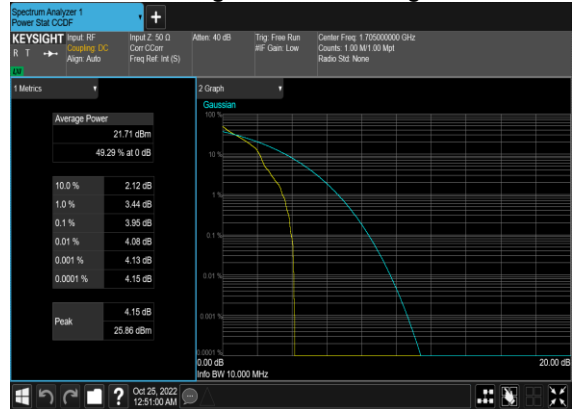 Spectrum Analyzer 1
Power Stat CCDF
KEYSIGHT
R T
LV
Input: RF
Coupling: DC
Align: Auto
Input Z: 50 Ω
Corr CCorr
Freq Ref: Int (S)
Atten: 40 dB
Trig: Free Run
#IF Gain: Low
Center Freq: 1.705000000 GHz
Counts: 1.00 M/1.00 Mpt
Radio Std: None
1 Metrics
Average Power
21.71 dBm
49.29 % at 0 dB
10.0 % 2.12 dB
1.0 % 3.44 dB
0.1 % 3.95 dB
0.01 % 4.08 dB
0.001 % 4.13 dB
0.0001 % 4.15 dB
Peak
4.15 dB
25.86 dBm
2 Graph
Gaussian
100 %
10 %
1 %
0.1 %
0.01 %
0.001 %
0.0001 %
0.00 dB 20.00 dB
Info BW 10.000 MHz
?
Oct 25, 2022
12:51:00 AM